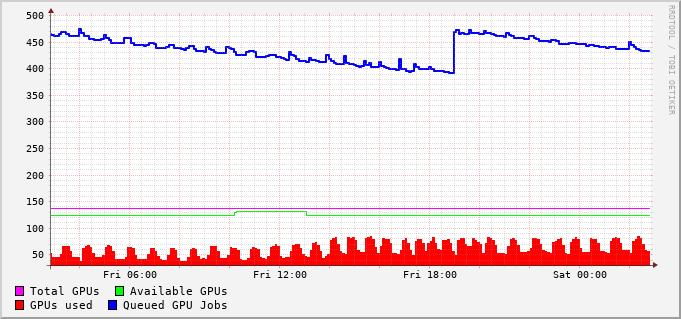 500
450
400
350
300
250
200
150
100
50
Fri 06:00 Fri 12:00 Fri 18:00 Sat 00:00
Total GPUs Available GPUs
GPUs used Queued GPU Jobs
RRDTOOL / TOBI OETIKER